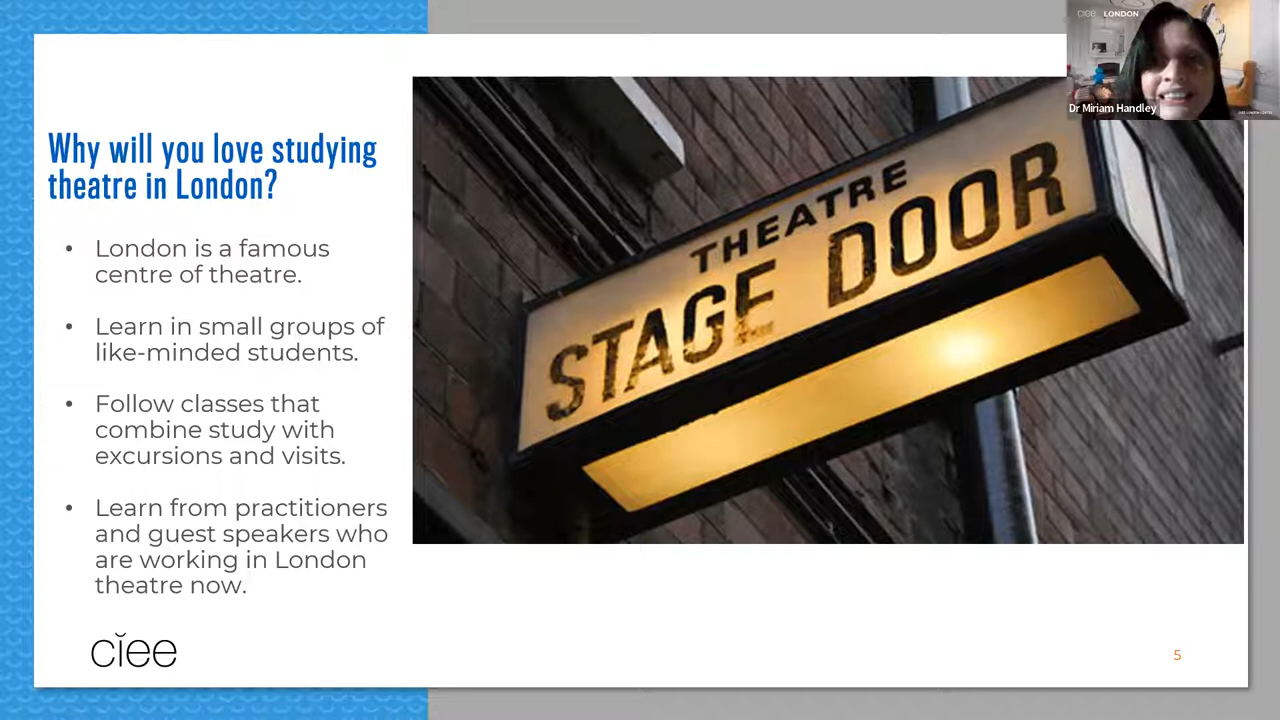 ciee LONDON
Dr Miriam Handley
Why will you love studying
theatre in London?
• London is a famous
centre of theatre.
• Learn in small groups of
like-minded students.
• Follow classes that
combine study with
excursions and visits.
• Learn from practitioners
and guest speakers who
are working in London
theatre now.
THEATRE
STAGE DOOR
ciee
5